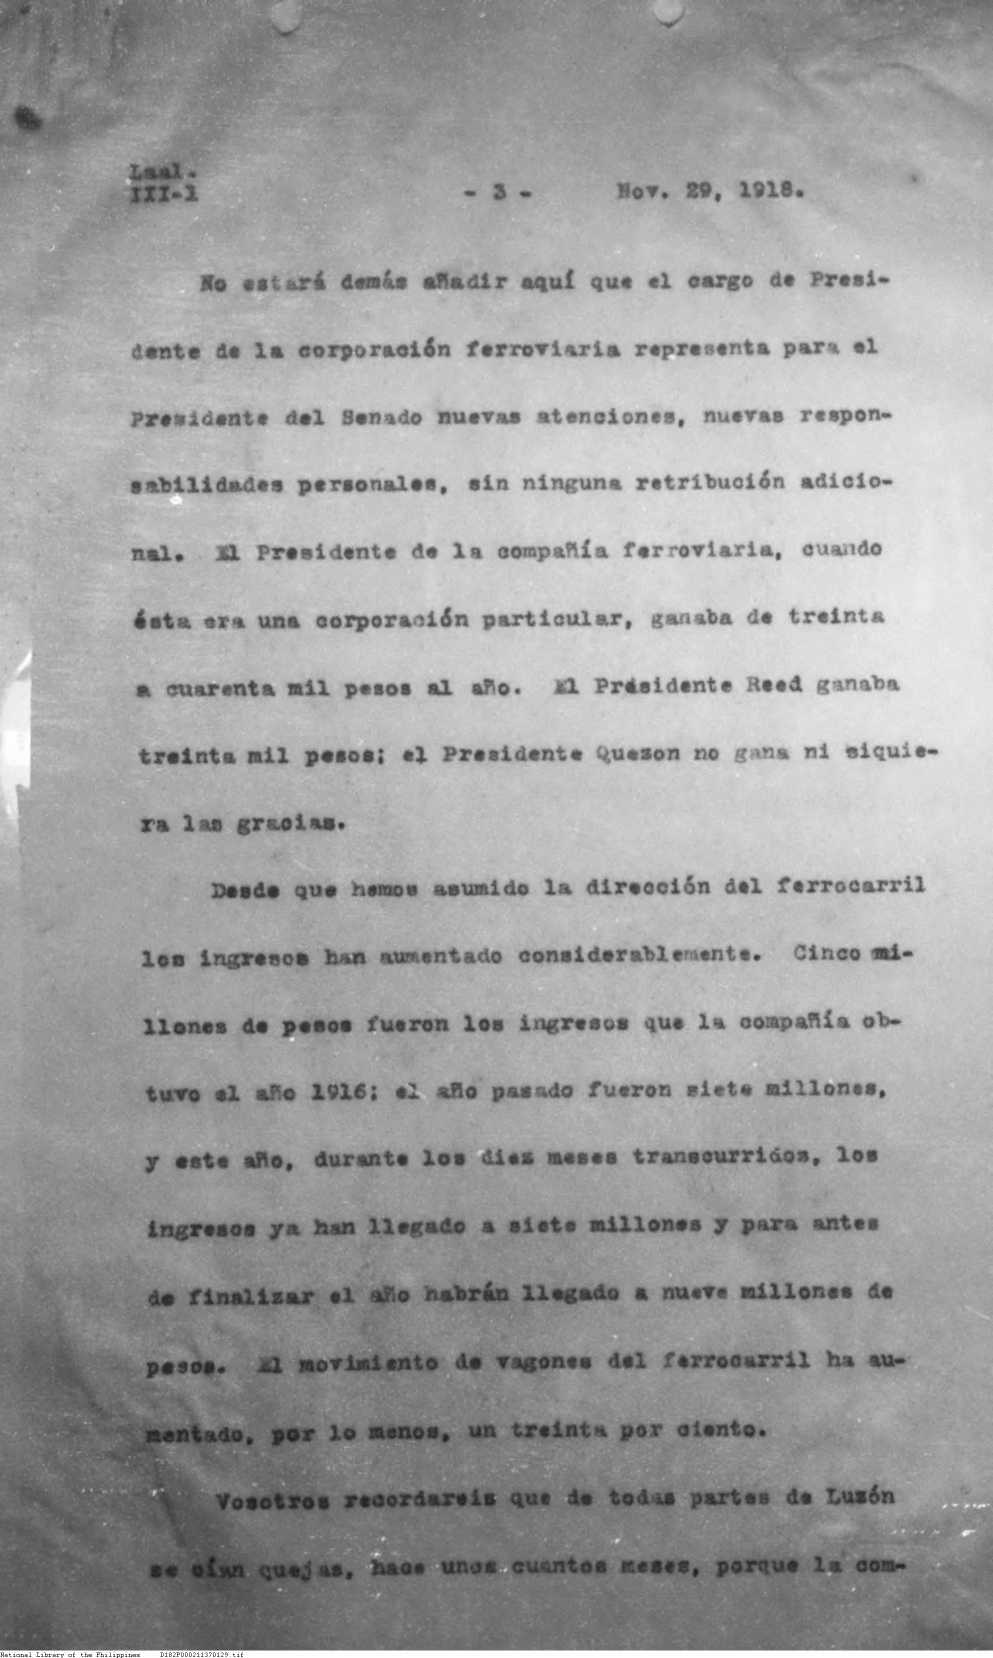 Laal.
III-1
- 3 -
Nov. 29, 1918.
No estará demás añadir aquí que el cargo de Presi-
dente de la corporación ferroviaria representa para el
Presidente del Senado nuevas atenciones, nuevas respon-
sabilidades personales, sin ninguna retribución adicio-
nal. El Presidente de la compañía ferroviaria, cuando
ésta era una corporación particular, ganaba de treinta
a cuarenta mil pesos al año. El Président Reed ganaba
treinta mil pesos; el Presidente Quezon no gana ni siquie-
ra las gracias.
Desde que hemos asumido la dirección del ferrocarril
los ingresos han aumentado considerablemente. Cinco mi-
llones de pesos fueron los ingresos que la compañía ob-
tuvo el año 1916; el año pasado fueron siete millones,
y este año, durante los diez meses transcurridos, los
ingresos ya han llegado a siete millones y para antes
de finalizar el año habrán llegado a nueve millones de
pesos. El movimiento de vagones del ferrocarril ha au-
mentado, por lo menos, un treinta por ciento.
Vosotros recordareis que de todas partes de Luzón
se oían quejas, hace unos cuantos meses, porque la com-
National Library of the Philippines D182P000211370129.tif